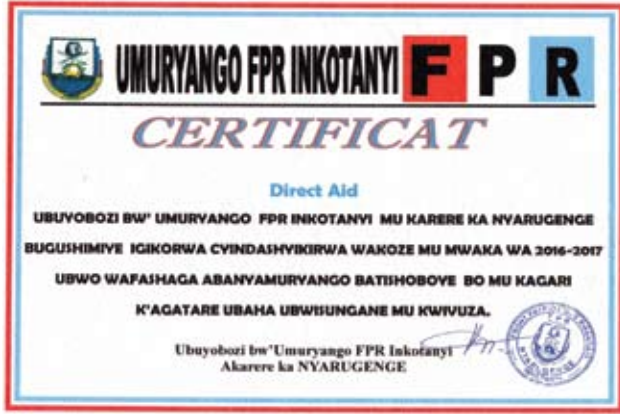 UMURYANGO FPR INKOTANYI F P R
CERTIFICAT
Direct Aid
UBUYOBOZI BW' UMURYANGO FPR INKOTANYI MU KARERE KA NYARUGENGE
BUGUSHIMIYE IGIKORWA CYINDASHYIKIRWA WAKOZE MU MWAKA WA 2016-2017
UBWO WAFASHAGA ABANYAMURYANGO BATISHOBOYE BO MU KAGARI
K'AGATARE UBAHA UBWISUNGANE MU KWIVUZA.
Ubuyobozi bw'Umuryango FPR Inkotanyi
Akarere ka NYARUGENGE